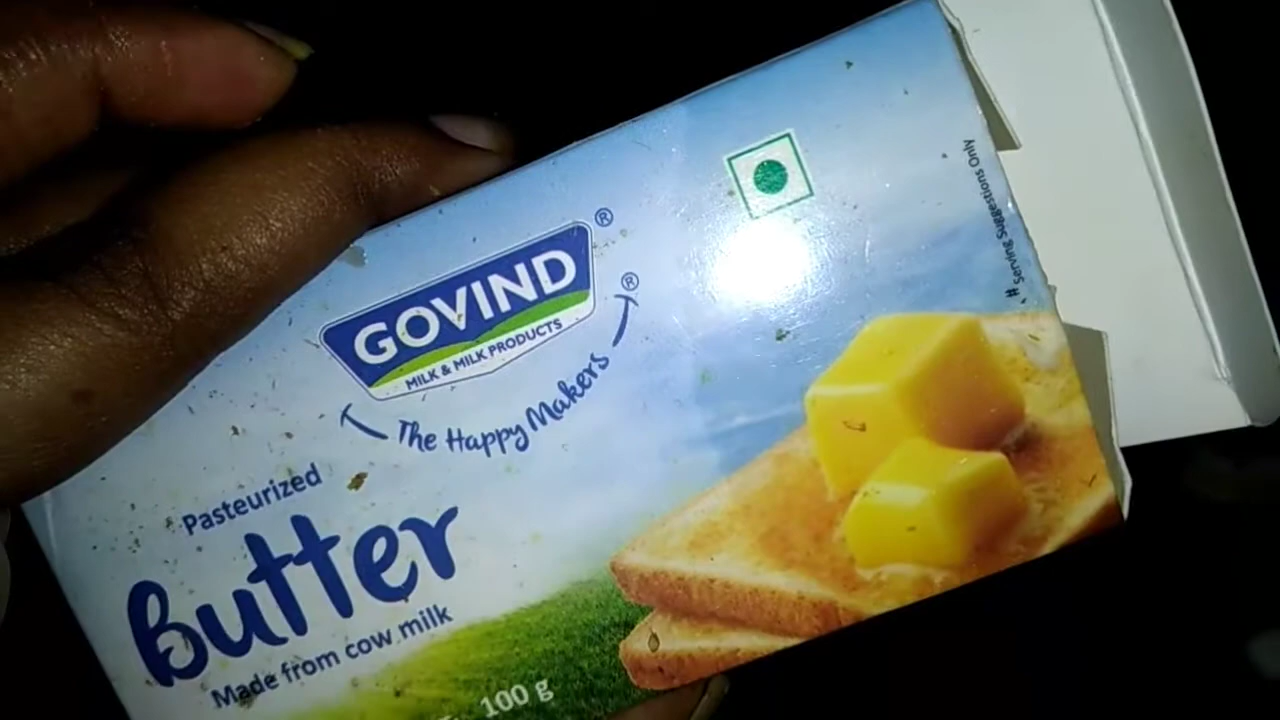 GOVIND®
MILK & MILK PRODUCTS
The Happy Makers®
Pasteurized
Butter
Made from cow milk
100 g
# Serving Suggestions Only